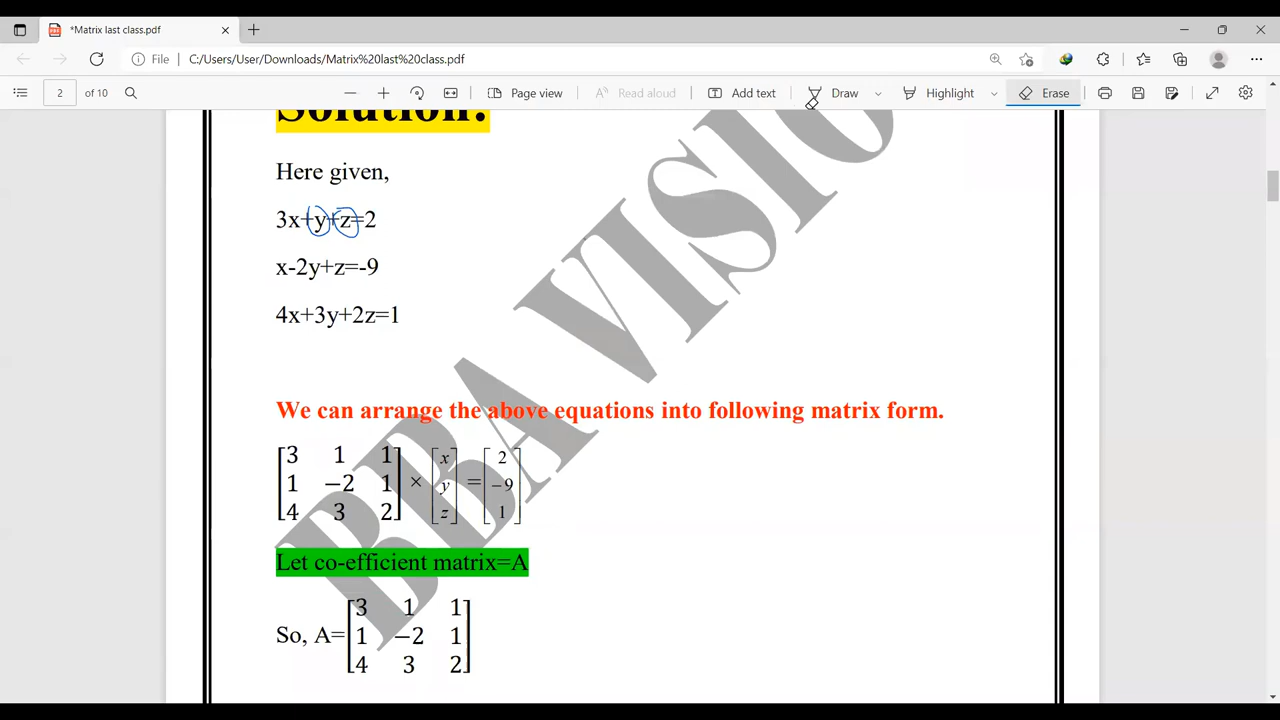 *Matrix last class.pdf
File C:/Users/User/Downloads/Matrix%20last%20class.pdf
2 of 10 Page view Read aloud Add text Draw Highlight Erase
Solution:
Here given,
3x+y+z=2
x-2y+z=-9
4x+3y+2z=1
We can arrange the above equations into following matrix form.
[3 1 1] [x] [2]
[1 −2 1] × [y] = [−9]
[4 3 2] [z] [1]
Let co-efficient matrix=A
[3 1 1]
So, A=[1 −2 1]
[4 3 2]
BBA VISIO